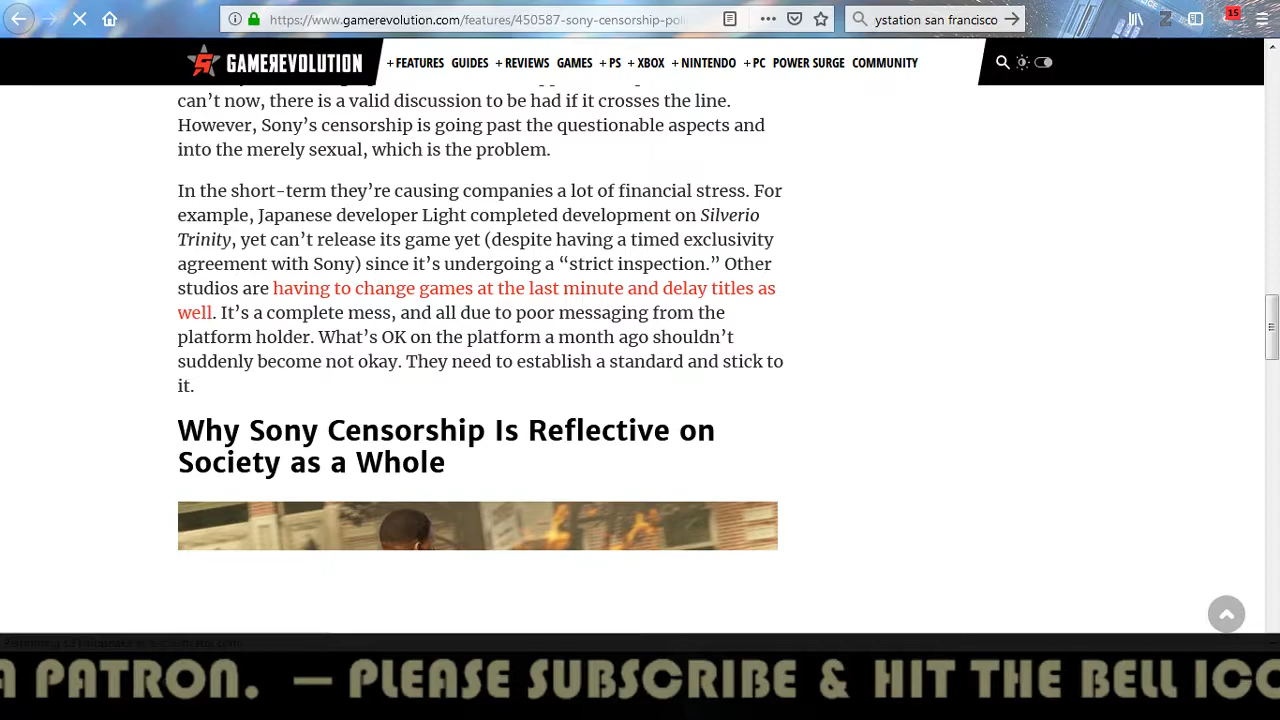 https://www.gamerevolution.com/features/450587-sony-censorship-poli
ystation san francisco
15
GAMEREVOLUTION
+ FEATURES GUIDES + REVIEWS GAMES + PS + XBOX + NINTENDO + PC POWER SURGE COMMUNITY
can’t now, there is a valid discussion to be had if it crosses the line.
However, Sony’s censorship is going past the questionable aspects and
into the merely sexual, which is the problem.
In the short-term they’re causing companies a lot of financial stress. For
example, Japanese developer Light completed development on Silverio
Trinity, yet can’t release its game yet (despite having a timed exclusivity
agreement with Sony) since it’s undergoing a “strict inspection.” Other
studios are having to change games at the last minute and delay titles as
well. It’s a complete mess, and all due to poor messaging from the
platform holder. What’s OK on the platform a month ago shouldn’t
suddenly become not okay. They need to establish a standard and stick to
it.
Why Sony Censorship Is Reflective on
Society as a Whole
A PATRON. — PLEASE SUBSCRIBE & HIT THE BELL ICO